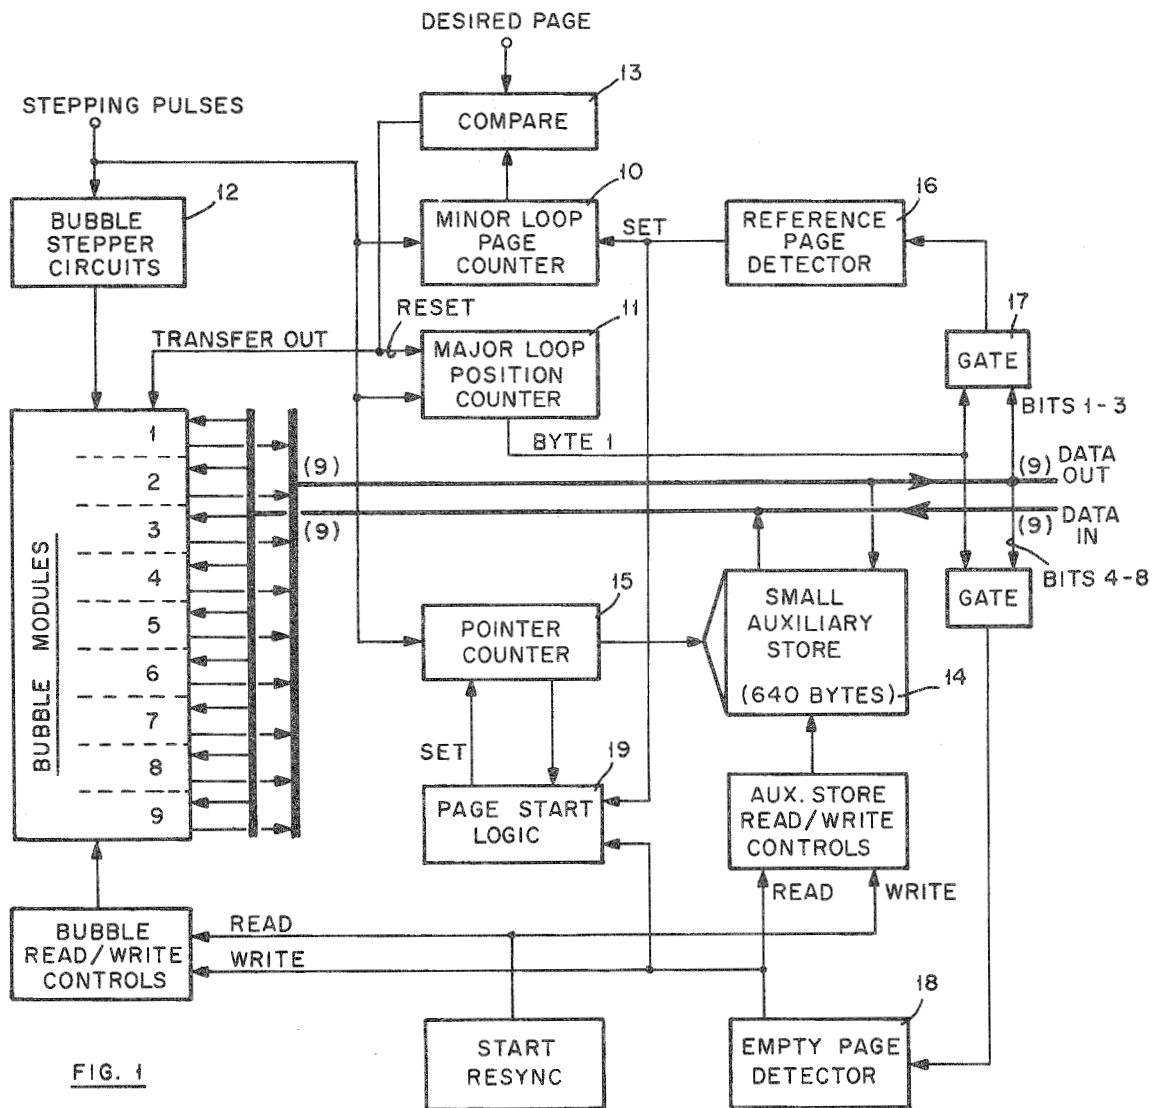 DESIRED PAGE
13
STEPPING PULSES
COMPARE
12
10
16
BUBBLE
STEPPER
CIRCUITS
MINOR LOOP
PAGE
COUNTER
SET
REFERENCE
PAGE
DETECTOR
RESET
11
17
TRANSFER OUT
MAJOR LOOP
POSITION
COUNTER
GATE
BITS 1-3
BYTE 1
BUBBLE MODULES
1
2
3
4
5
6
7
8
9
(9)
(9)
(9)
DATA
OUT
(9)
DATA
IN
BITS 4-8
GATE
15
POINTER
COUNTER
SMALL
AUXILIARY
STORE
(640 BYTES)
14
SET
19
PAGE START
LOGIC
AUX. STORE
READ/WRITE
CONTROLS
READ
WRITE
BUBBLE
READ/WRITE
CONTROLS
READ
WRITE
18
START
RESYNC
EMPTY PAGE
DETECTOR
FIG. 1